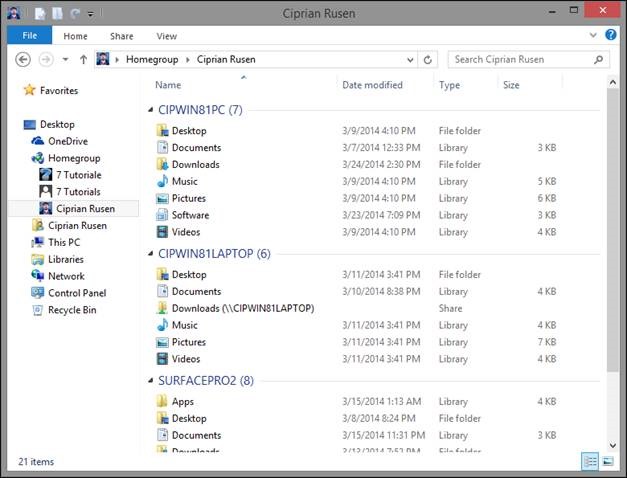 Ciprian Rusen
File Home Share View
Homegroup Ciprian Rusen Search Ciprian Rusen
Favorites
Desktop
OneDrive
Homegroup
7 Tutoriale
7 Tutorials
Ciprian Rusen
Ciprian Rusen
This PC
Libraries
Network
Control Panel
Recycle Bin
Name Date modified Type Size
CIPWIN81PC (7)
Desktop 3/9/2014 4:10 PM File folder
Documents 3/7/2014 12:33 PM Library 3 KB
Downloads 3/24/2014 2:30 PM File folder
Music 3/9/2014 4:10 PM Library 5 KB
Pictures 3/9/2014 4:10 PM Library 6 KB
Software 3/23/2014 7:09 PM Library 3 KB
Videos 3/9/2014 4:10 PM Library 4 KB
CIPWIN81LAPTOP (6)
Desktop 3/11/2014 3:41 PM File folder
Documents 3/10/2014 8:38 PM Library 4 KB
Downloads (\\CIPWIN81LAPTOP) Share
Music 3/11/2014 3:41 PM Library 4 KB
Pictures 3/11/2014 3:41 PM Library 7 KB
Videos 3/11/2014 3:41 PM Library 4 KB
SURFACEPRO2 (8)
Apps 3/15/2014 1:13 AM Library 4 KB
Desktop 3/8/2014 8:24 PM File folder
Documents 3/15/2014 11:31 PM Library 3 KB
Downloads 3/13/2014 7:52 PM File folder
21 items